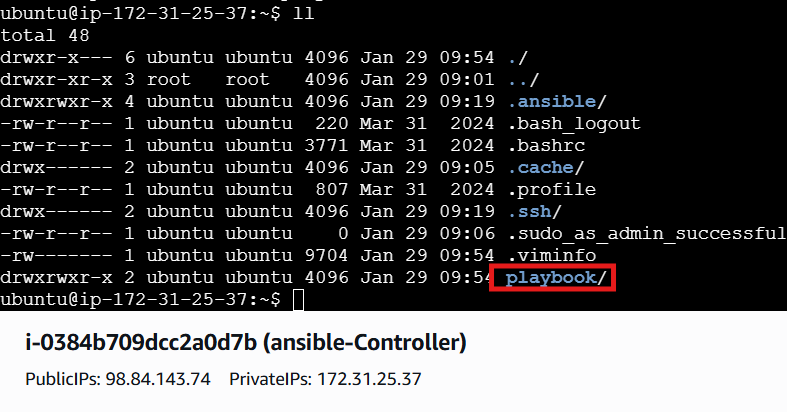 ubuntu@ip-172-31-25-37:~$ ll
total 48
drwxr-x--- 6 ubuntu ubuntu 4096 Jan 29 09:54 ./
drwxr-xr-x 3 root   root   4096 Jan 29 09:01 ../
drwxrwxr-x 4 ubuntu ubuntu 4096 Jan 29 09:19 .ansible/
-rw-r--r-- 1 ubuntu ubuntu  220 Mar 31  2024 .bash_logout
-rw-r--r-- 1 ubuntu ubuntu 3771 Mar 31  2024 .bashrc
drwx------ 2 ubuntu ubuntu 4096 Jan 29 09:05 .cache/
-rw-r--r-- 1 ubuntu ubuntu  807 Mar 31  2024 .profile
drwx------ 2 ubuntu ubuntu 4096 Jan 29 09:19 .ssh/
-rw-r--r-- 1 ubuntu ubuntu    0 Jan 29 09:06 .sudo_as_admin_successful
-rw------- 1 ubuntu ubuntu 9704 Jan 29 09:54 .viminfo
drwxrwxr-x 2 ubuntu ubuntu 4096 Jan 29 09:54 playbook/
ubuntu@ip-172-31-25-37:~$
i-0384b709dcc2a0d7b (ansible-Controller)
PublicIPs: 98.84.143.74 PrivateIPs: 172.31.25.37